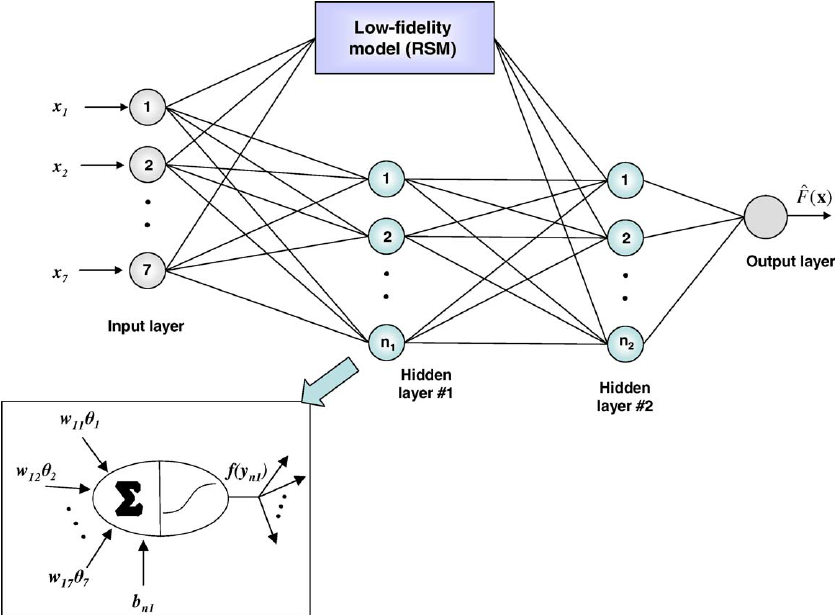 Low-fidelity
model (RSM)
x₁
1
x₂
2
x₇
7
Input layer
1
2
n₁
Hidden
layer #1
1
2
n₂
Hidden
layer #2
F̂(x)
Output layer
w₁₁θ₁
w₁₂θ₂
w₁₇θ₇
Σ
f(yₙ₁)
bₙ₁